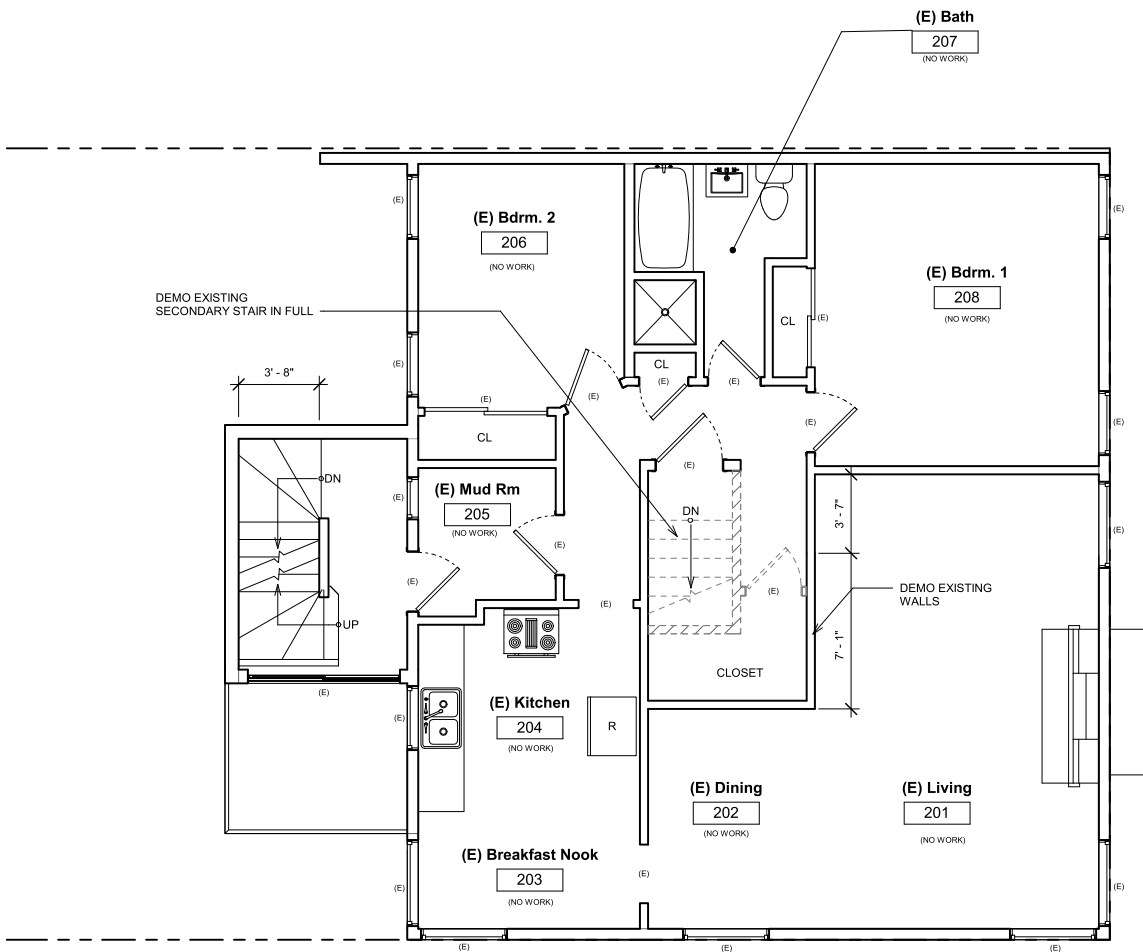 (E) Bath
207
(NO WORK)
(E)
(E)
(E) Bdrm. 2
206
(NO WORK)
(E) Bdrm. 1
208
(NO WORK)
DEMO EXISTING
SECONDARY STAIR IN FULL
CL
(E)
(E)
CL
3' - 8"
(E)
(E)
(E)
(E)
(E)
(E)
CL
(E)
(E)
DN
(E) Mud Rm
205
(NO WORK)
DN
3' - 7"
(E)
(E)
(E)
(E)
(E)
DEMO EXISTING
WALLS
UP
7' - 1"
CLOSET
(E)
(E) Kitchen
204
(NO WORK)
(E)
R
(E) Dining
202
(NO WORK)
(E) Living
201
(NO WORK)
(E) Breakfast Nook
203
(NO WORK)
(E)
(E)
(E)
(E)
(E)
(E)